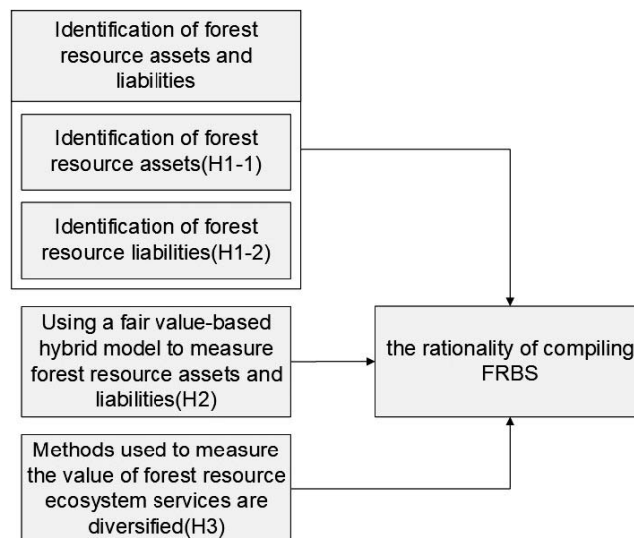 Identification of forest
resource assets and
liabilities
Identification of forest
resource assets(H1-1)
Identification of forest
resource liabilities(H1-2)
Using a fair value-based
hybrid model to measure
forest resource assets and
liabilities(H2)
Methods used to measure
the value of forest resource
ecosystem services are
diversified(H3)
the rationality of compiling
FRBS